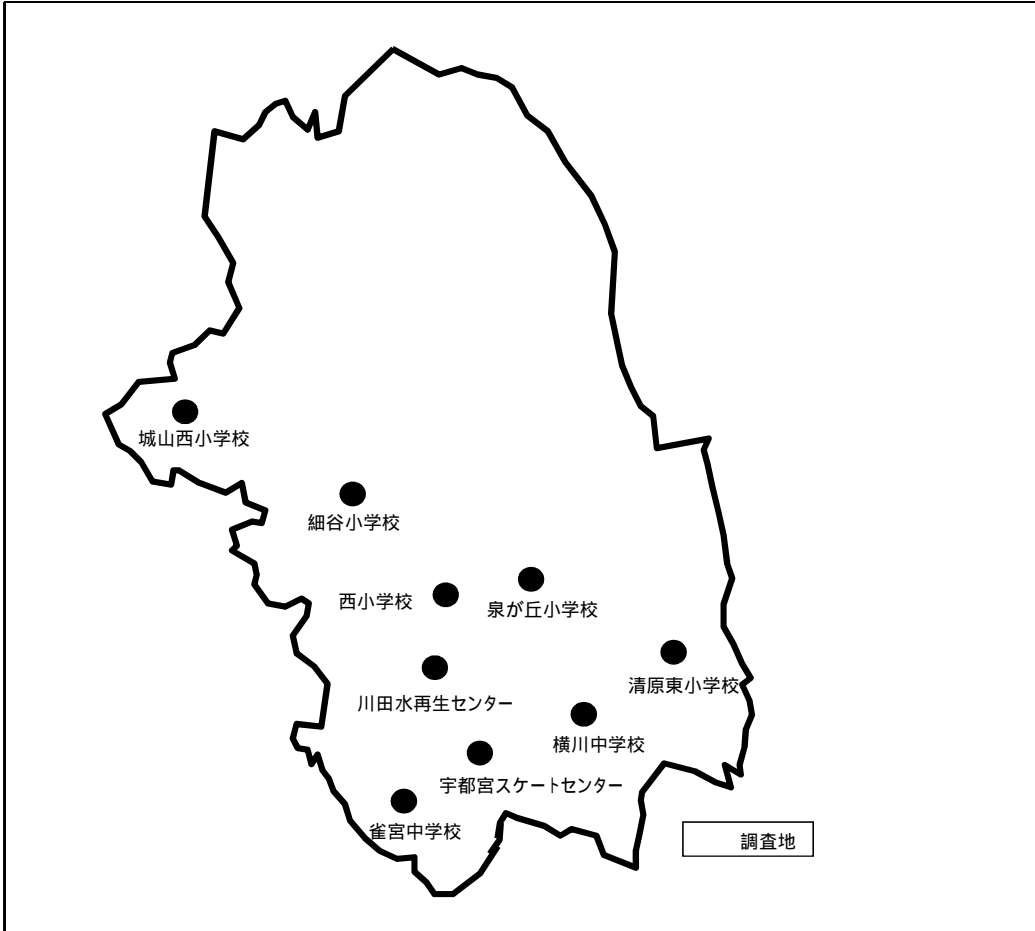 城山西小学校
細谷小学校
西小学校
泉が丘小学校
清原東小学校
川田水再生センター
横川中学校
宇都宮スケートセンター
雀宮中学校
調査地